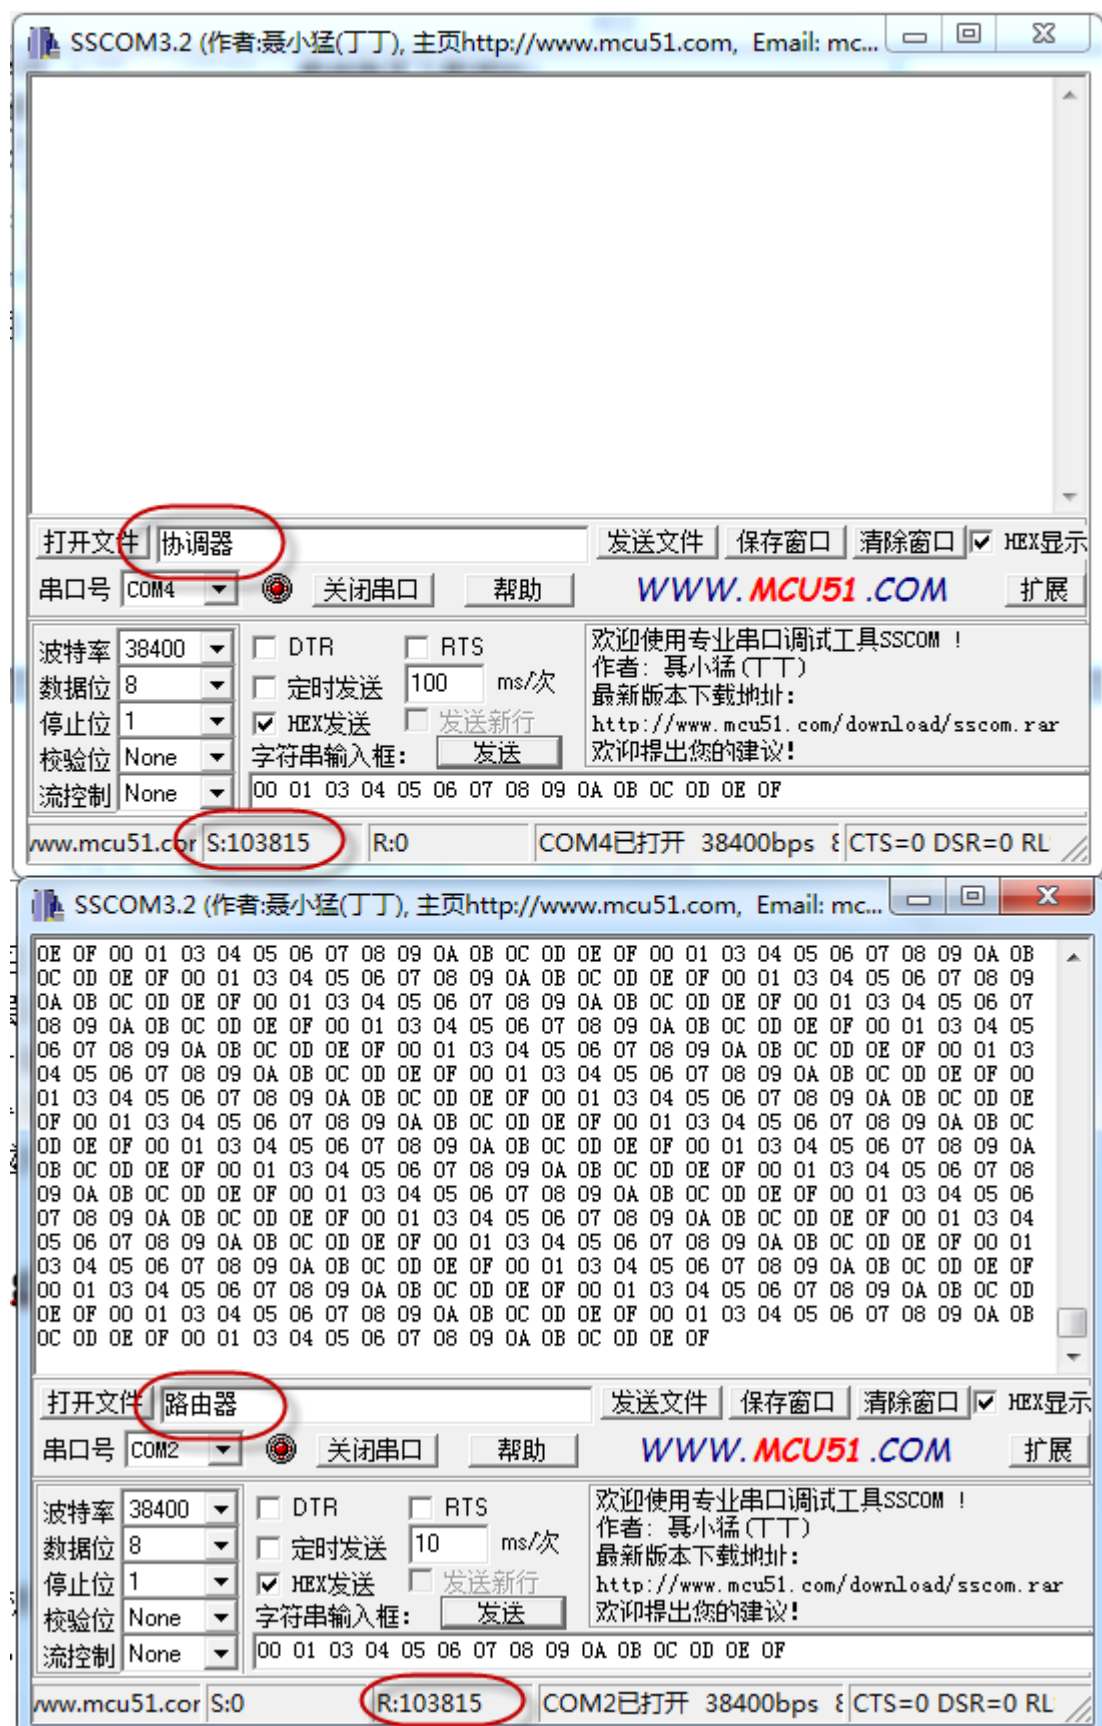 SSCOM3.2 (作者:聂小猛(丁丁), 主页http://www.mcu51.com, Email: mc...
打开文件 协调器 发送文件 保存窗口 清除窗口 HEX显示
串口号 COM4 关闭串口 帮助 WWW.MCU51.COM 扩展
波特率 38400 DTR RTS 欢迎使用专业串口调试工具SSCOM !
作者: 聂小猛(丁丁)
数据位 8 定时发送 100 ms/次 最新版本下载地址:
停止位 1 HEX发送 发送新行 http://www.mcu51.com/download/sscom.rar
校验位 None 字符串输入框: 发送 欢迎提出您的建议!
流控制 None 00 01 03 04 05 06 07 08 09 0A 0B 0C 0D 0E 0F
www.mcu51.cor S:103815 R:0 COM4已打开 38400bps 8 CTS=0 DSR=0 RL
SSCOM3.2 (作者:聂小猛(丁丁), 主页http://www.mcu51.com, Email: mc...
0E 0F 00 01 03 04 05 06 07 08 09 0A 0B 0C 0D 0E 0F 00 01 03 04 05 06 07 08 09 0A 0B
0C 0D 0E 0F 00 01 03 04 05 06 07 08 09 0A 0B 0C 0D 0E 0F 00 01 03 04 05 06 07 08 09
0A 0B 0C 0D 0E 0F 00 01 03 04 05 06 07 08 09 0A 0B 0C 0D 0E 0F 00 01 03 04 05 06 07
08 09 0A 0B 0C 0D 0E 0F 00 01 03 04 05 06 07 08 09 0A 0B 0C 0D 0E 0F 00 01 03 04 05
06 07 08 09 0A 0B 0C 0D 0E 0F 00 01 03 04 05 06 07 08 09 0A 0B 0C 0D 0E 0F 00 01 03
04 05 06 07 08 09 0A 0B 0C 0D 0E 0F 00 01 03 04 05 06 07 08 09 0A 0B 0C 0D 0E 0F 00
01 03 04 05 06 07 08 09 0A 0B 0C 0D 0E 0F 00 01 03 04 05 06 07 08 09 0A 0B 0C 0D 0E
0F 00 01 03 04 05 06 07 08 09 0A 0B 0C 0D 0E 0F 00 01 03 04 05 06 07 08 09 0A 0B 0C
0D 0E 0F 00 01 03 04 05 06 07 08 09 0A 0B 0C 0D 0E 0F 00 01 03 04 05 06 07 08 09 0A
0B 0C 0D 0E 0F 00 01 03 04 05 06 07 08 09 0A 0B 0C 0D 0E 0F 00 01 03 04 05 06 07 08
09 0A 0B 0C 0D 0E 0F 00 01 03 04 05 06 07 08 09 0A 0B 0C 0D 0E 0F 00 01 03 04 05 06
07 08 09 0A 0B 0C 0D 0E 0F 00 01 03 04 05 06 07 08 09 0A 0B 0C 0D 0E 0F 00 01 03 04
05 06 07 08 09 0A 0B 0C 0D 0E 0F 00 01 03 04 05 06 07 08 09 0A 0B 0C 0D 0E 0F 00 01
03 04 05 06 07 08 09 0A 0B 0C 0D 0E 0F 00 01 03 04 05 06 07 08 09 0A 0B 0C 0D 0E 0F
00 01 03 04 05 06 07 08 09 0A 0B 0C 0D 0E 0F 00 01 03 04 05 06 07 08 09 0A 0B 0C 0D
0E 0F 00 01 03 04 05 06 07 08 09 0A 0B 0C 0D 0E 0F 00 01 03 04 05 06 07 08 09 0A 0B
0C 0D 0E 0F 00 01 03 04 05 06 07 08 09 0A 0B 0C 0D 0E 0F
打开文件 路由器 发送文件 保存窗口 清除窗口 HEX显示
串口号 COM2 关闭串口 帮助 WWW.MCU51.COM 扩展
波特率 38400 DTR RTS 欢迎使用专业串口调试工具SSCOM !
作者: 聂小猛(丁丁)
数据位 8 定时发送 10 ms/次 最新版本下载地址:
停止位 1 HEX发送 发送新行 http://www.mcu51.com/download/sscom.rar
校验位 None 字符串输入框: 发送 欢迎提出您的建议!
流控制 None 00 01 03 04 05 06 07 08 09 0A 0B 0C 0D 0E 0F
www.mcu51.cor S:0 R:103815 COM2已打开 38400bps 8 CTS=0 DSR=0 RL